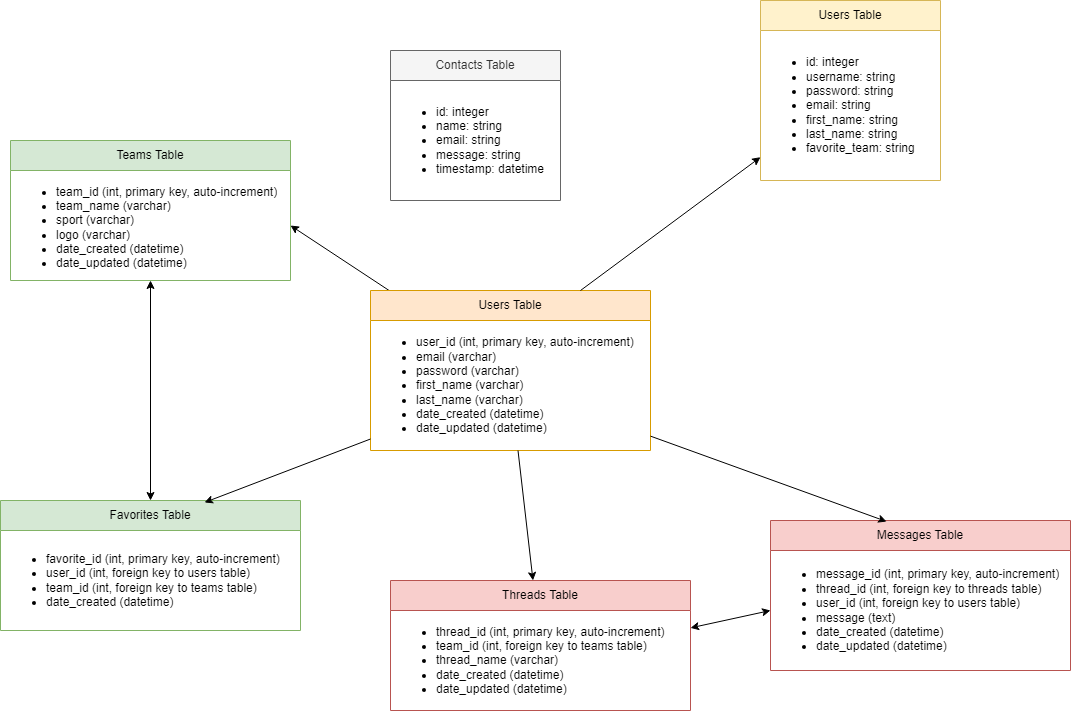 Users Table
id: integer
username: string
password: string
email: string
first_name: string
last_name: string
favorite_team: string
Contacts Table
id: integer
name: string
email: string
message: string
timestamp: datetime
Teams Table
team_id (int, primary key, auto-increment)
team_name (varchar)
sport (varchar)
logo (varchar)
date_created (datetime)
date_updated (datetime)
Users Table
user_id (int, primary key, auto-increment)
email (varchar)
password (varchar)
first_name (varchar)
last_name (varchar)
date_created (datetime)
date_updated (datetime)
Favorites Table
favorite_id (int, primary key, auto-increment)
user_id (int, foreign key to users table)
team_id (int, foreign key to teams table)
date_created (datetime)
Threads Table
thread_id (int, primary key, auto-increment)
team_id (int, foreign key to teams table)
thread_name (varchar)
date_created (datetime)
date_updated (datetime)
Messages Table
message_id (int, primary key, auto-increment)
thread_id (int, foreign key to threads table)
user_id (int, foreign key to users table)
message (text)
date_created (datetime)
date_updated (datetime)